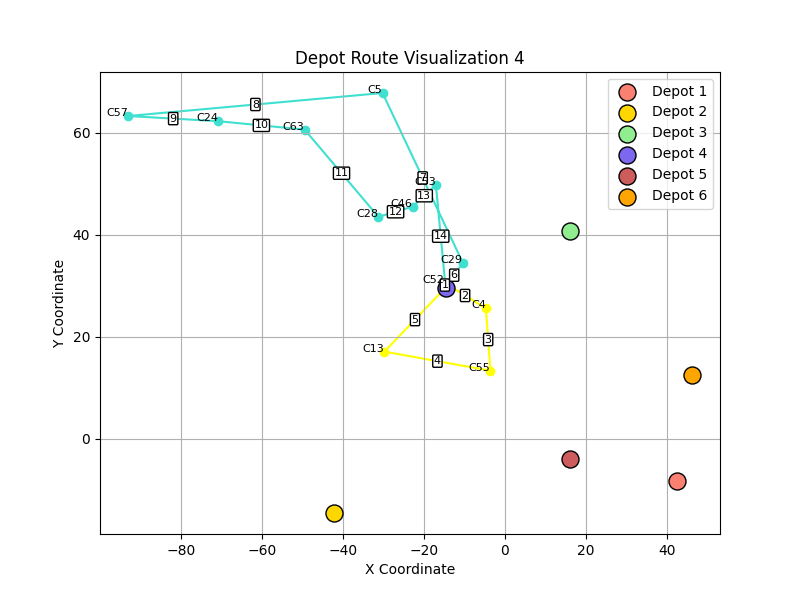 Depot Route Visualization 4
Depot 1
Depot 2
Depot 3
Depot 4
Depot 5
Depot 6
C5
C57
8
9
C24
10
C63
11
7
13
C46
C28
12
14
C29
6
C52
1
2
C4
5
3
C13
4
C55
60
40
20
0
Y Coordinate
−80
−60
−40
−20
0
20
40
X Coordinate